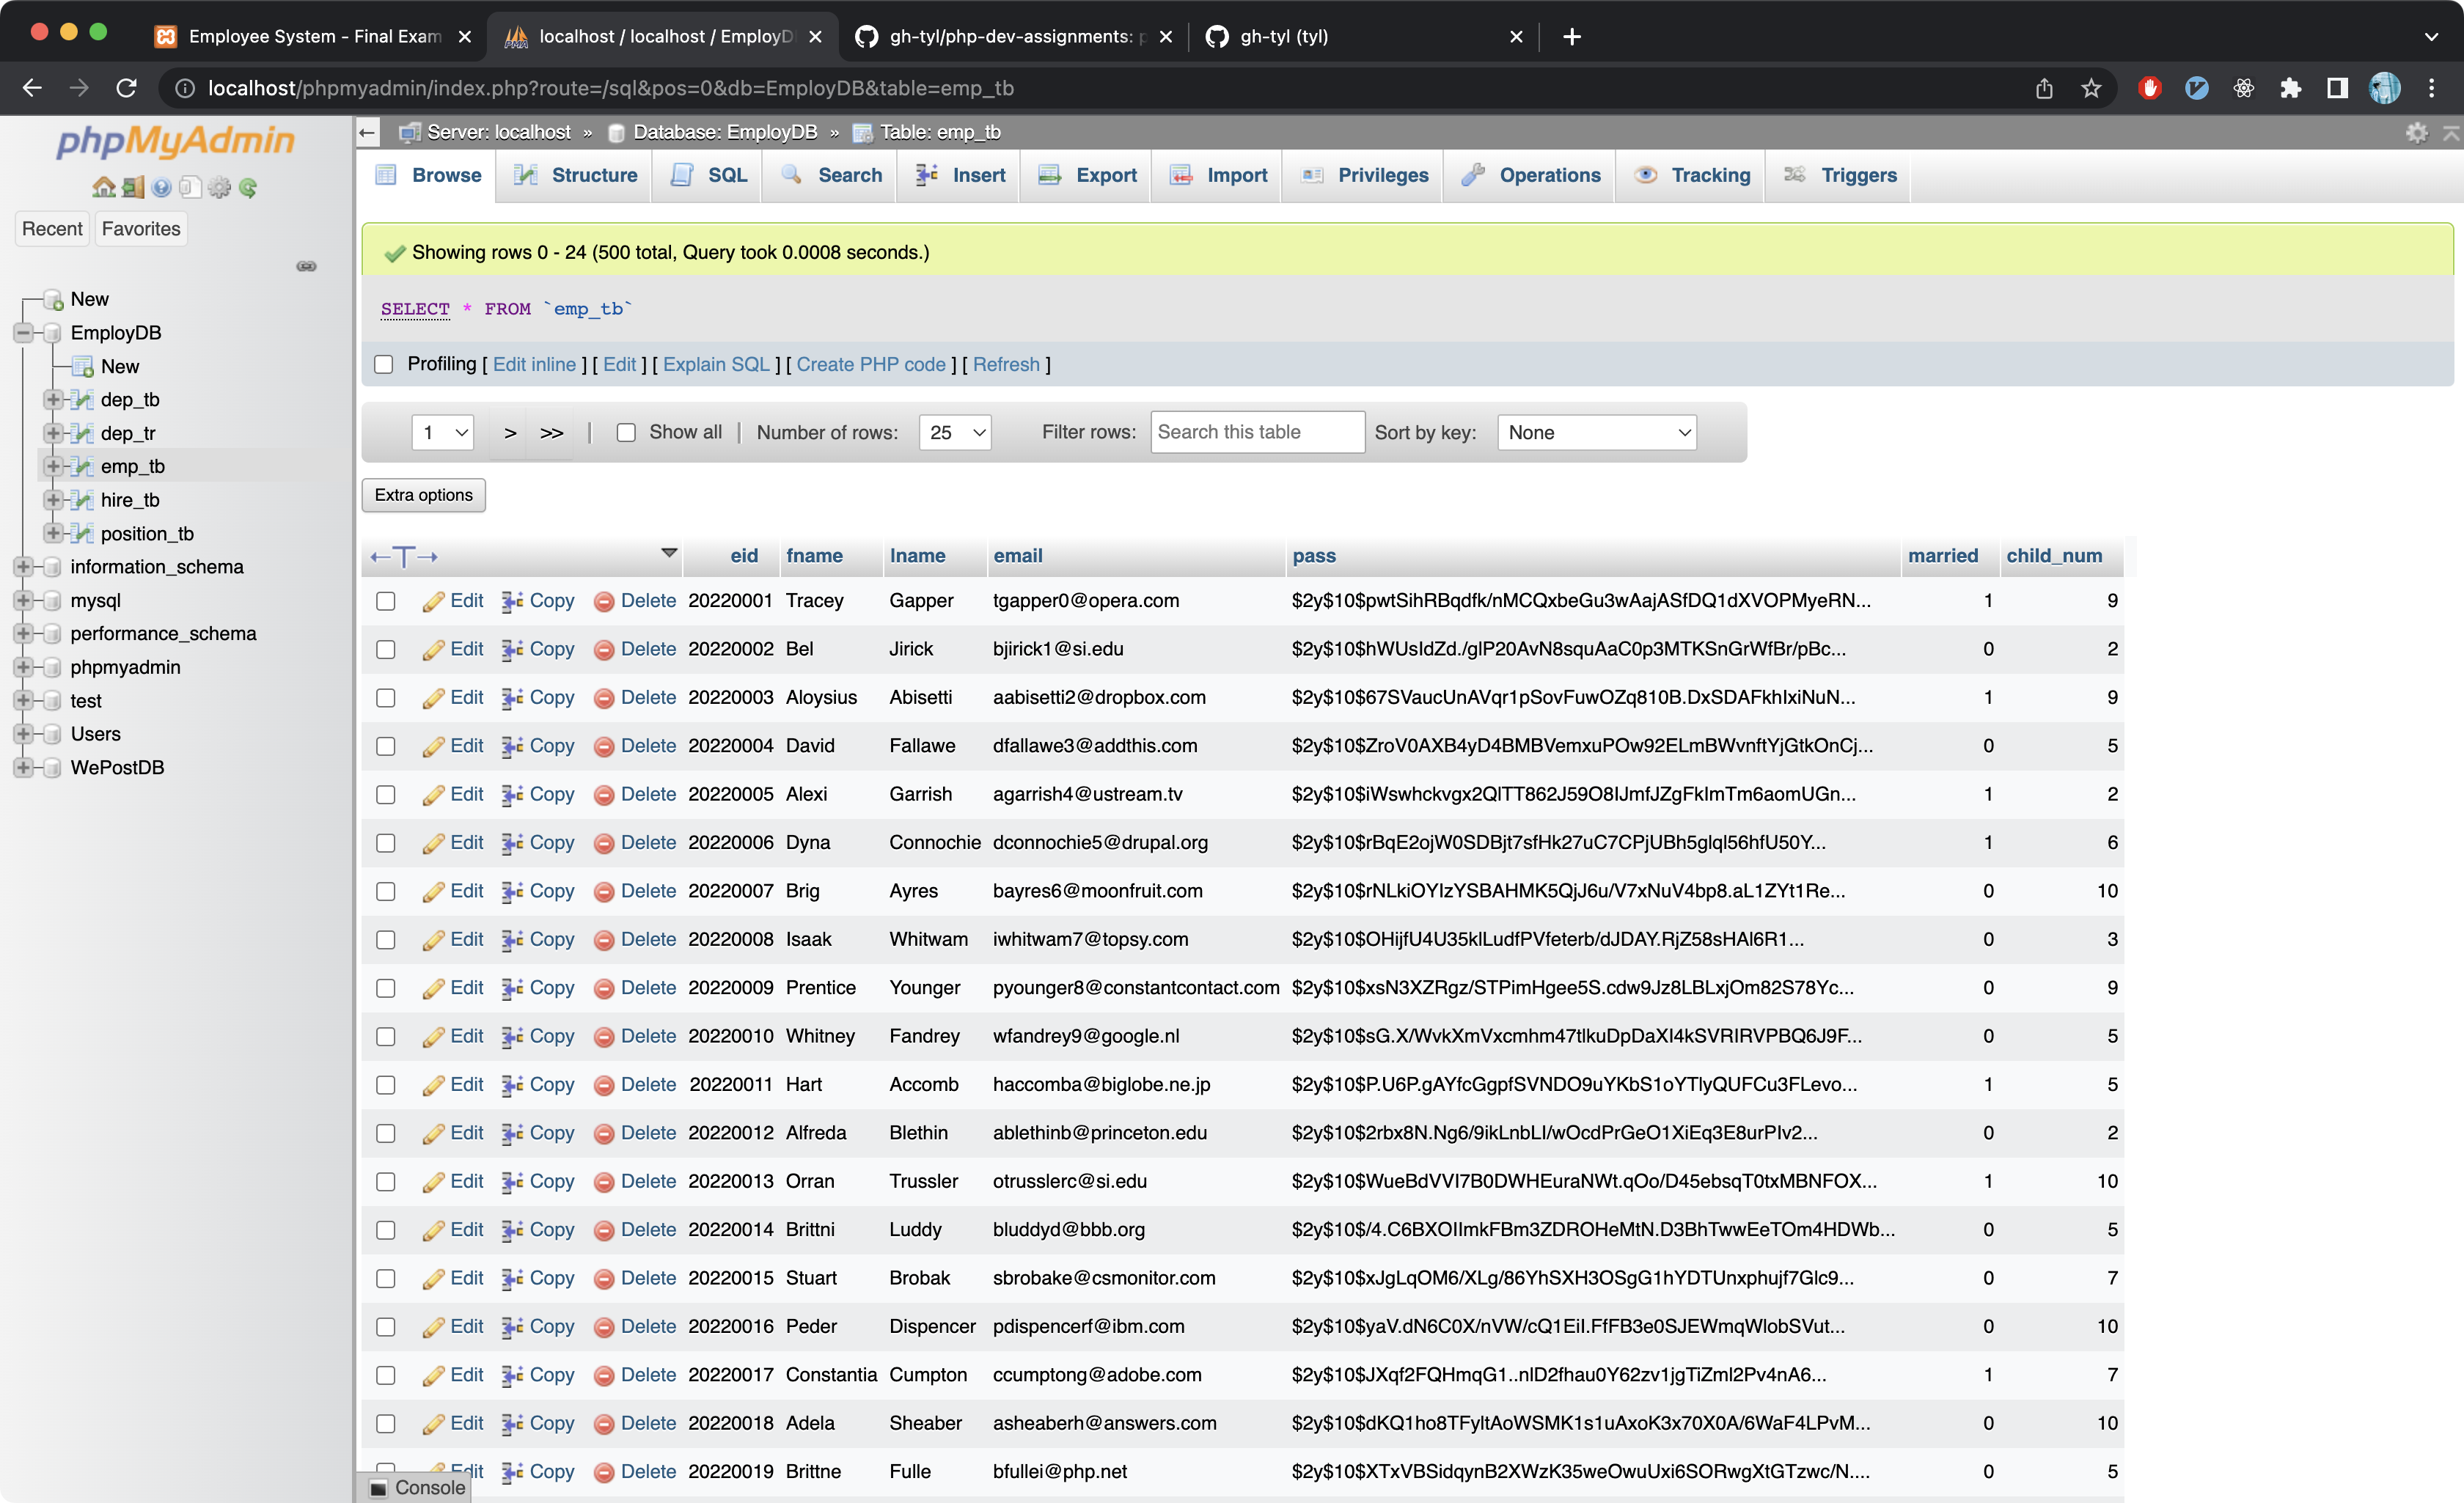 Employee System - Final Exam
localhost / localhost / EmployD
gh-tyl/php-dev-assignments: p
gh-tyl (tyl)
localhost/phpmyadmin/index.php?route=/sql&pos=0&db=EmployDB&table=emp_tb
phpMyAdmin
Recent Favorites
New
EmployDB
New
dep_tb
dep_tr
emp_tb
hire_tb
position_tb
information_schema
mysql
performance_schema
phpmyadmin
test
Users
WePostDB
Server: localhost » Database: EmployDB » Table: emp_tb
Browse Structure SQL Search Insert Export Import Privileges Operations Tracking Triggers
Showing rows 0 - 24 (500 total, Query took 0.0008 seconds.)
SELECT * FROM `emp_tb`
Profiling [ Edit inline ] [ Edit ] [ Explain SQL ] [ Create PHP code ] [ Refresh ]
1 > >> | Show all | Number of rows: 25 Filter rows: Search this table Sort by key: None
Extra options
←T→ eid fname lname email pass married child_num
Edit Copy Delete 20220001 Tracey Gapper tgapper0@opera.com $2y$10$pwtSihRBqdfk/nMCQxbeGu3wAajASfDQ1dXVOPMyeRN... 1 9
Edit Copy Delete 20220002 Bel Jirick bjirick1@si.edu $2y$10$hWUsIdZd./glP20AvN8squAaC0p3MTKSnGrWfBr/pBc... 0 2
Edit Copy Delete 20220003 Aloysius Abisetti aabisetti2@dropbox.com $2y$10$67SVaucUnAVqr1pSovFuwOZq810B.DxSDAFkhIxiNuN... 1 9
Edit Copy Delete 20220004 David Fallawe dfallawe3@addthis.com $2y$10$ZroV0AXB4yD4BMBVemxuPOw92ELmBWvnftYjGtkOnCj... 0 5
Edit Copy Delete 20220005 Alexi Garrish agarrish4@ustream.tv $2y$10$iWswhckvgx2QlTT862J59O8IJmfJZgFkImTm6aomUGn... 1 2
Edit Copy Delete 20220006 Dyna Connochie dconnochie5@drupal.org $2y$10$rBqE2ojW0SDBjt7sfHk27uC7CPjUBh5glql56hfU50Y... 1 6
Edit Copy Delete 20220007 Brig Ayres bayres6@moonfruit.com $2y$10$rNLkiOYIzYSBAHMK5QjJ6u/V7xNuV4bp8.aL1ZYt1Re... 0 10
Edit Copy Delete 20220008 Isaak Whitwam iwhitwam7@topsy.com $2y$10$OHijfU4U35klLudfPVfeterb/dJDAY.RjZ58sHAl6R1... 0 3
Edit Copy Delete 20220009 Prentice Younger pyounger8@constantcontact.com $2y$10$xsN3XZRgz/STPimHgee5S.cdw9Jz8LBLxjOm82S78Yc... 0 9
Edit Copy Delete 20220010 Whitney Fandrey wfandrey9@google.nl $2y$10$sG.X/WvkXmVxcmhm47tlkuDpDaXI4kSVRIRVPBQ6J9F... 0 5
Edit Copy Delete 20220011 Hart Accomb haccomba@biglobe.ne.jp $2y$10$P.U6P.gAYfcGgpfSVNDO9uYKbS1oYTlyQUFCu3FLevo... 1 5
Edit Copy Delete 20220012 Alfreda Blethin ablethinb@princeton.edu $2y$10$2rbx8N.Ng6/9ikLnbLI/wOcdPrGeO1XiEq3E8urPIv2... 0 2
Edit Copy Delete 20220013 Orran Trussler otrusslerc@si.edu $2y$10$WueBdVVI7B0DWHEuraNWt.qOo/D45ebsqT0txMBNFOX... 1 10
Edit Copy Delete 20220014 Brittni Luddy bluddyd@bbb.org $2y$10$/4.C6BXOIImkFBm3ZDROHeMtN.D3BhTwwEeTOm4HDWb... 0 5
Edit Copy Delete 20220015 Stuart Brobak sbrobake@csmonitor.com $2y$10$xJgLqOM6/XLg/86YhSXH3OSgG1hYDTUnxphujf7Glc9... 0 7
Edit Copy Delete 20220016 Peder Dispencer pdispencerf@ibm.com $2y$10$yaV.dN6C0X/nVW/cQ1EiI.FfFB3e0SJEWmqWlobSVut... 0 10
Edit Copy Delete 20220017 Constantia Cumpton ccumptong@adobe.com $2y$10$JXqf2FQHmqG1..nlD2fhau0Y62zv1jgTiZml2Pv4nA6... 1 7
Edit Copy Delete 20220018 Adela Sheaber asheaberh@answers.com $2y$10$dKQ1ho8TFyltAoWSMK1s1uAxoK3x70X0A/6WaF4LPvM... 0 10
Edit Copy Delete 20220019 Brittne Fulle bfullei@php.net $2y$10$XTxVBSidqynB2XWzK35weOwuUxi6SORwgXtGTzwc/N.... 0 5
Console